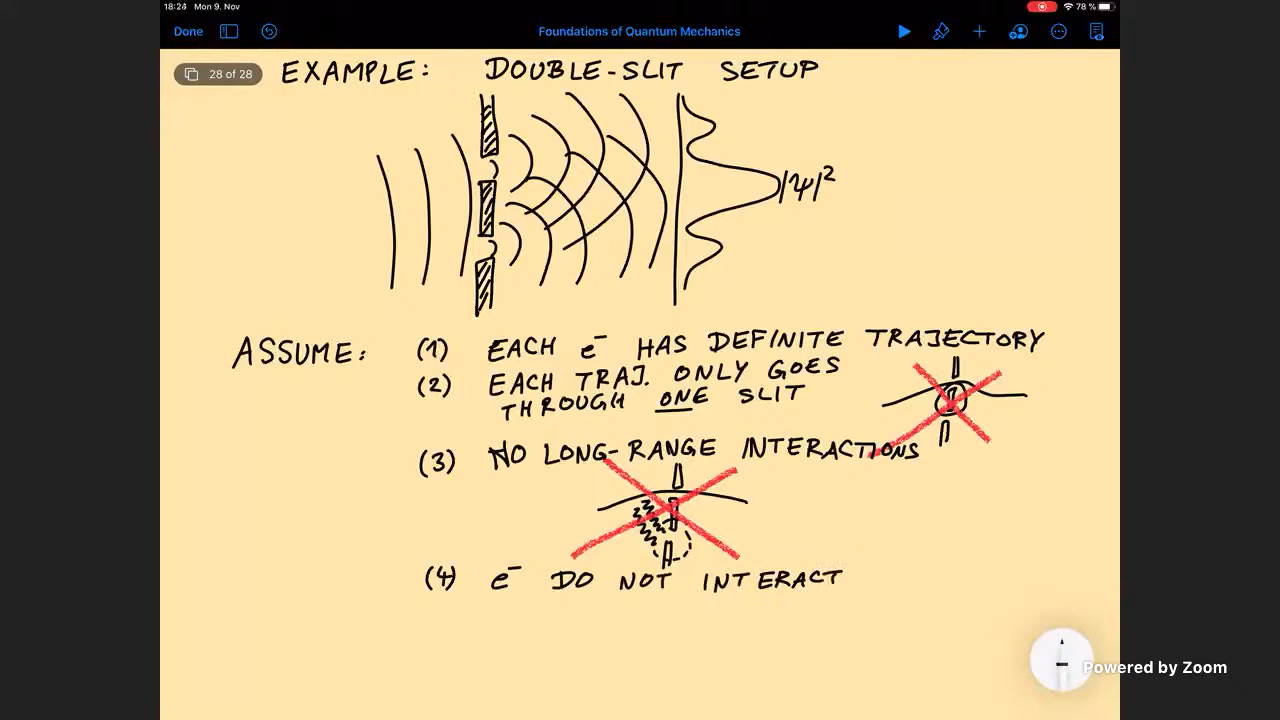 18:24 Mon 9. Nov
78 %
Done
Foundations of Quantum Mechanics
28 of 28
EXAMPLE: DOUBLE-SLIT SETUP
|Ψ|²
ASSUME: (1) EACH e⁻ HAS DEFINITE TRAJECTORY
(2) EACH TRAJ. ONLY GOES
THROUGH ONE SLIT
(3) NO LONG-RANGE INTERACTIONS
(4) e⁻ DO NOT INTERACT
Powered by Zoom